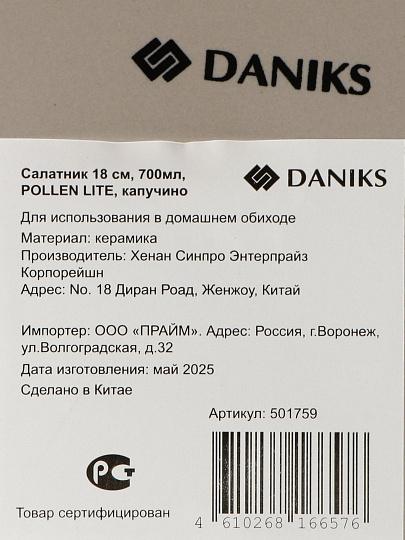 DANIKS
Салатник 18 см, 700мл,
POLLEN LITE, капучино
DANIKS
Для использования в домашнем обиходе
Материал: керамика
Производитель: Хенан Синпро Энтерпрайз
Корпорейшн
Адрес: No. 18 Диран Роад, Женжоу, Китай
Импортер: ООО «ПРАЙМ». Адрес: Россия, г.Воронеж,
ул.Волгоградская, д.32
Дата изготовления: май 2025
Сделано в Китае
Артикул: 501759
РСТ
Товар сертифицирован
4 610268 166576